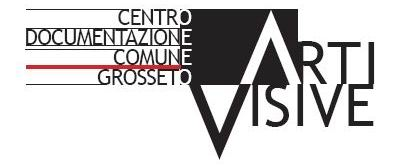 CENTRO
DOCUMENTAZIONE
COMUNE
GROSSETO
ARTI
VISIVE